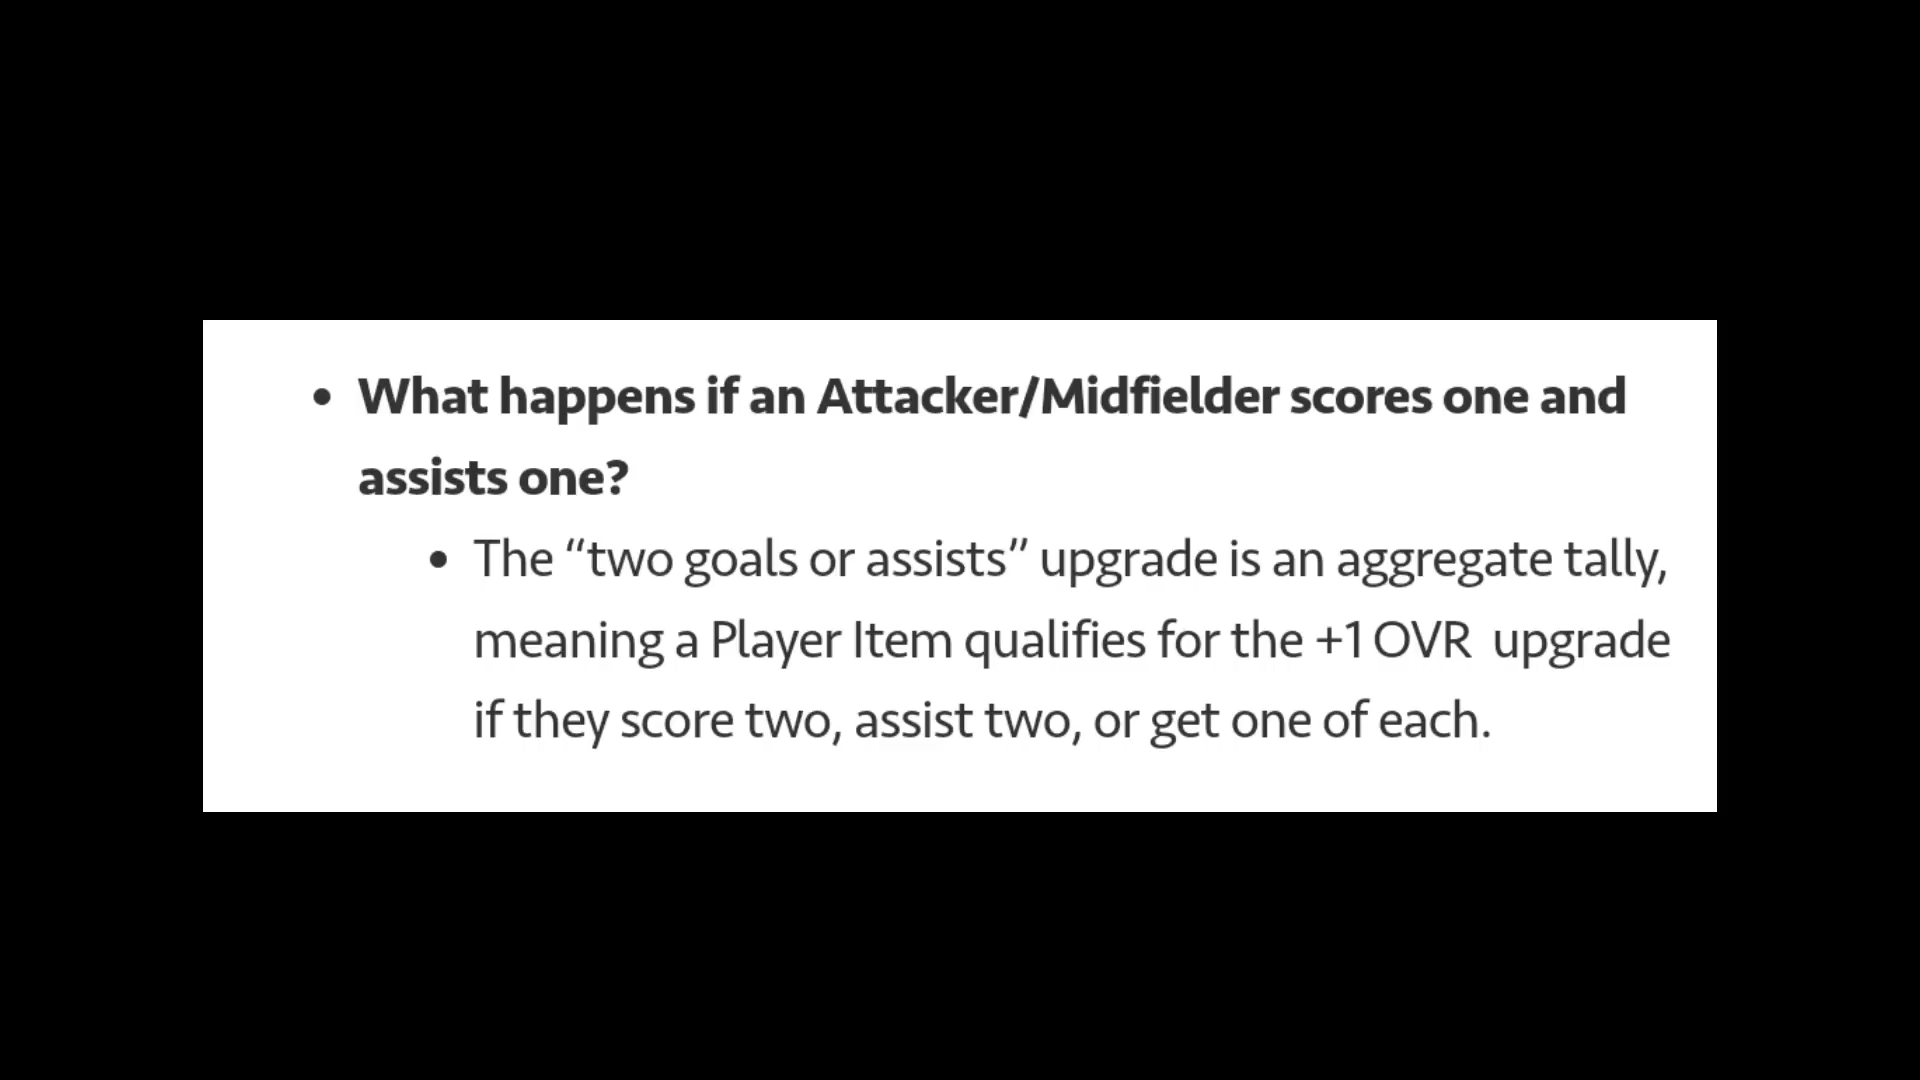 • What happens if an Attacker/Midfielder scores one and
assists one?
• The “two goals or assists” upgrade is an aggregate tally,
meaning a Player Item qualifies for the +1 OVR  upgrade
if they score two, assist two, or get one of each.